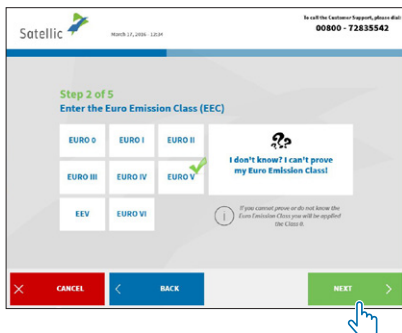 Satellic
March 17, 2016 - 12:34
To call the Customer Support, please dial:
00800 - 72835542
Step 2 of 5
Enter the Euro Emission Class (EEC)
EURO 0
EURO I
EURO II
EURO III
EURO IV
EURO V
EEV
EURO VI
??
I don't know? I can't prove
my Euro Emission Class!
If you cannot prove or do not know the
Euro Emission Class you will be applied
the Class 0.
CANCEL
BACK
NEXT